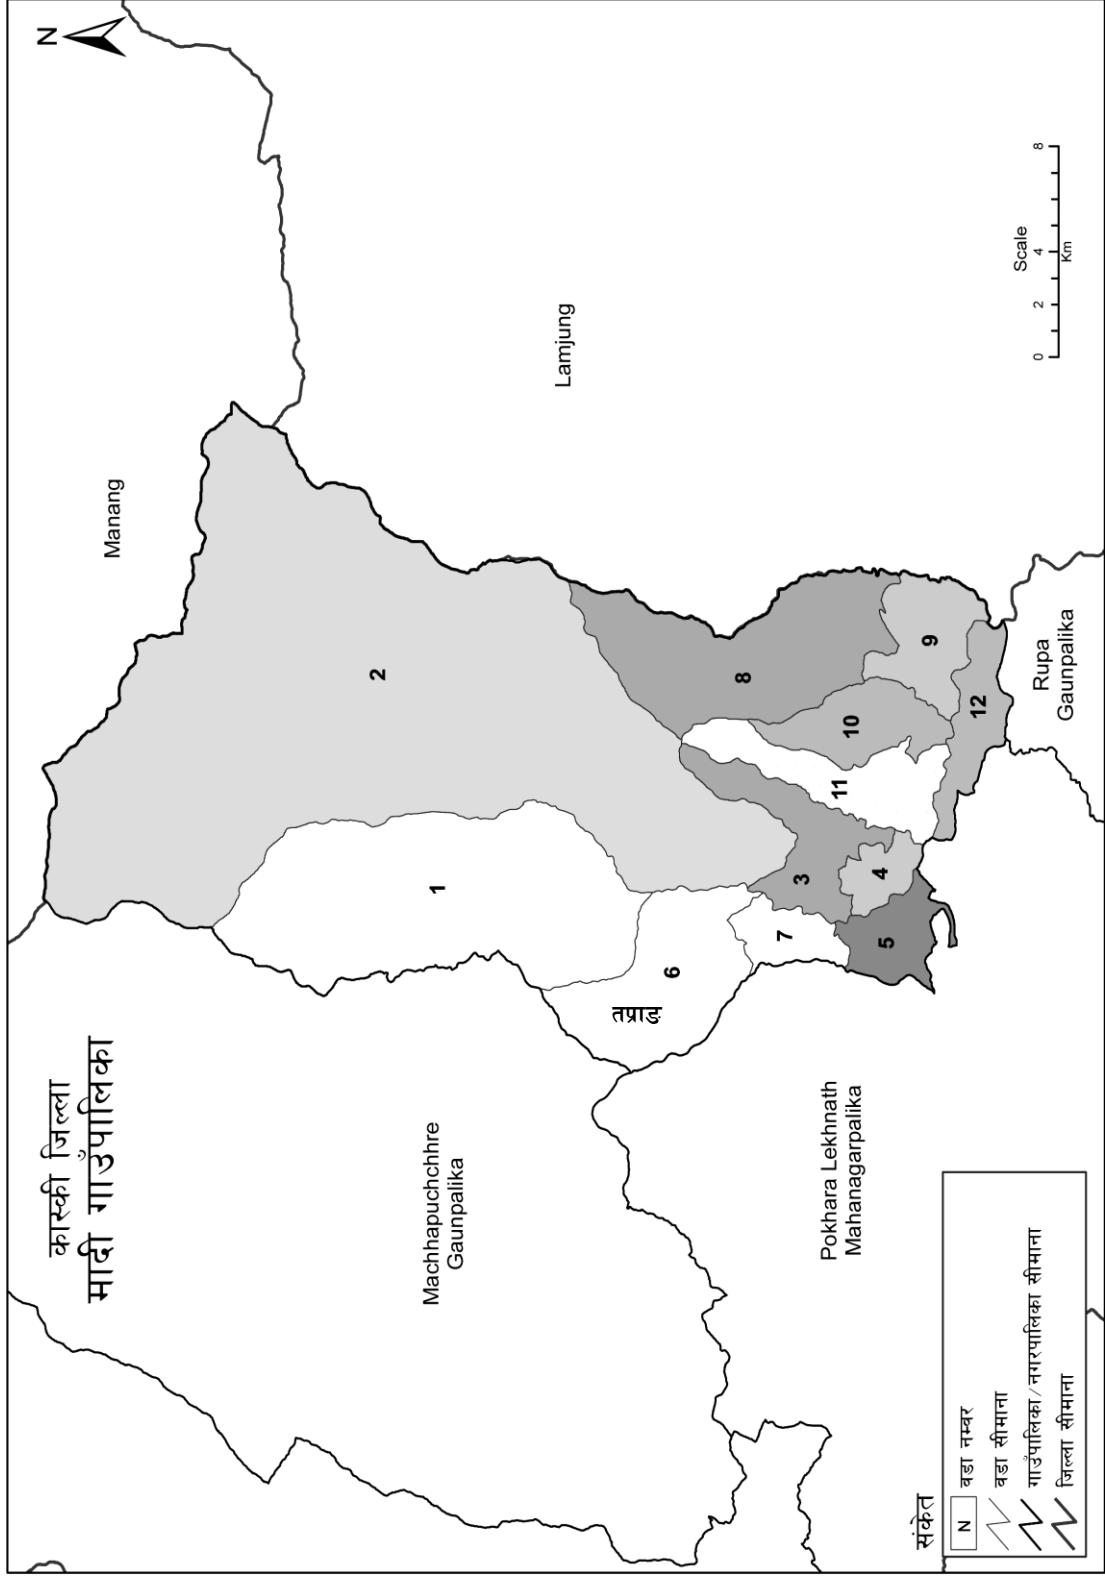 कास्की जिल्ला
मादी गाउँपालिका
N
Manang
Lamjung
Machhapuchchhre
Gaunpalika
Pokhara Lekhnath
Mahanagarpalika
Rupa
Gaunpalika
1
2
3
4
5
6
तप्राङ
7
8
9
10
11
12
Scale
0 2 4 8
Km
संकेत
N वडा नम्बर
वडा सीमाना
गाउँपालिका/नगरपालिका सीमाना
जिल्ला सीमाना